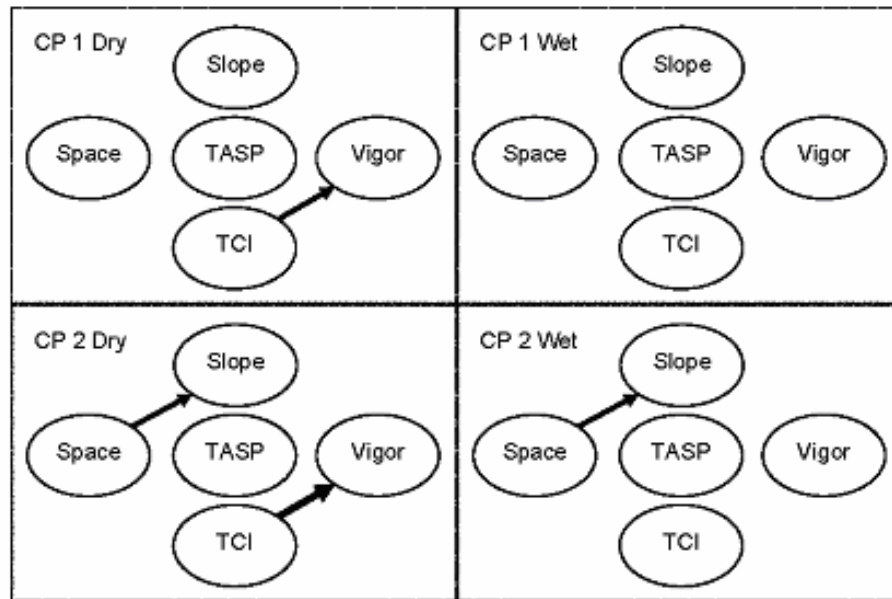 CP 1 Dry
Slope
Space
TASP
Vigor
TCI
CP 1 Wet
Slope
Space
TASP
Vigor
TCI
CP 2 Dry
Slope
Space
TASP
Vigor
TCI
CP 2 Wet
Slope
Space
TASP
Vigor
TCI